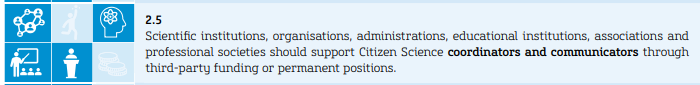 2.5
Scientific institutions, organisations, administrations, educational institutions, associations and
professional societies should support Citizen Science coordinators and communicators through
third-party funding or permanent positions.